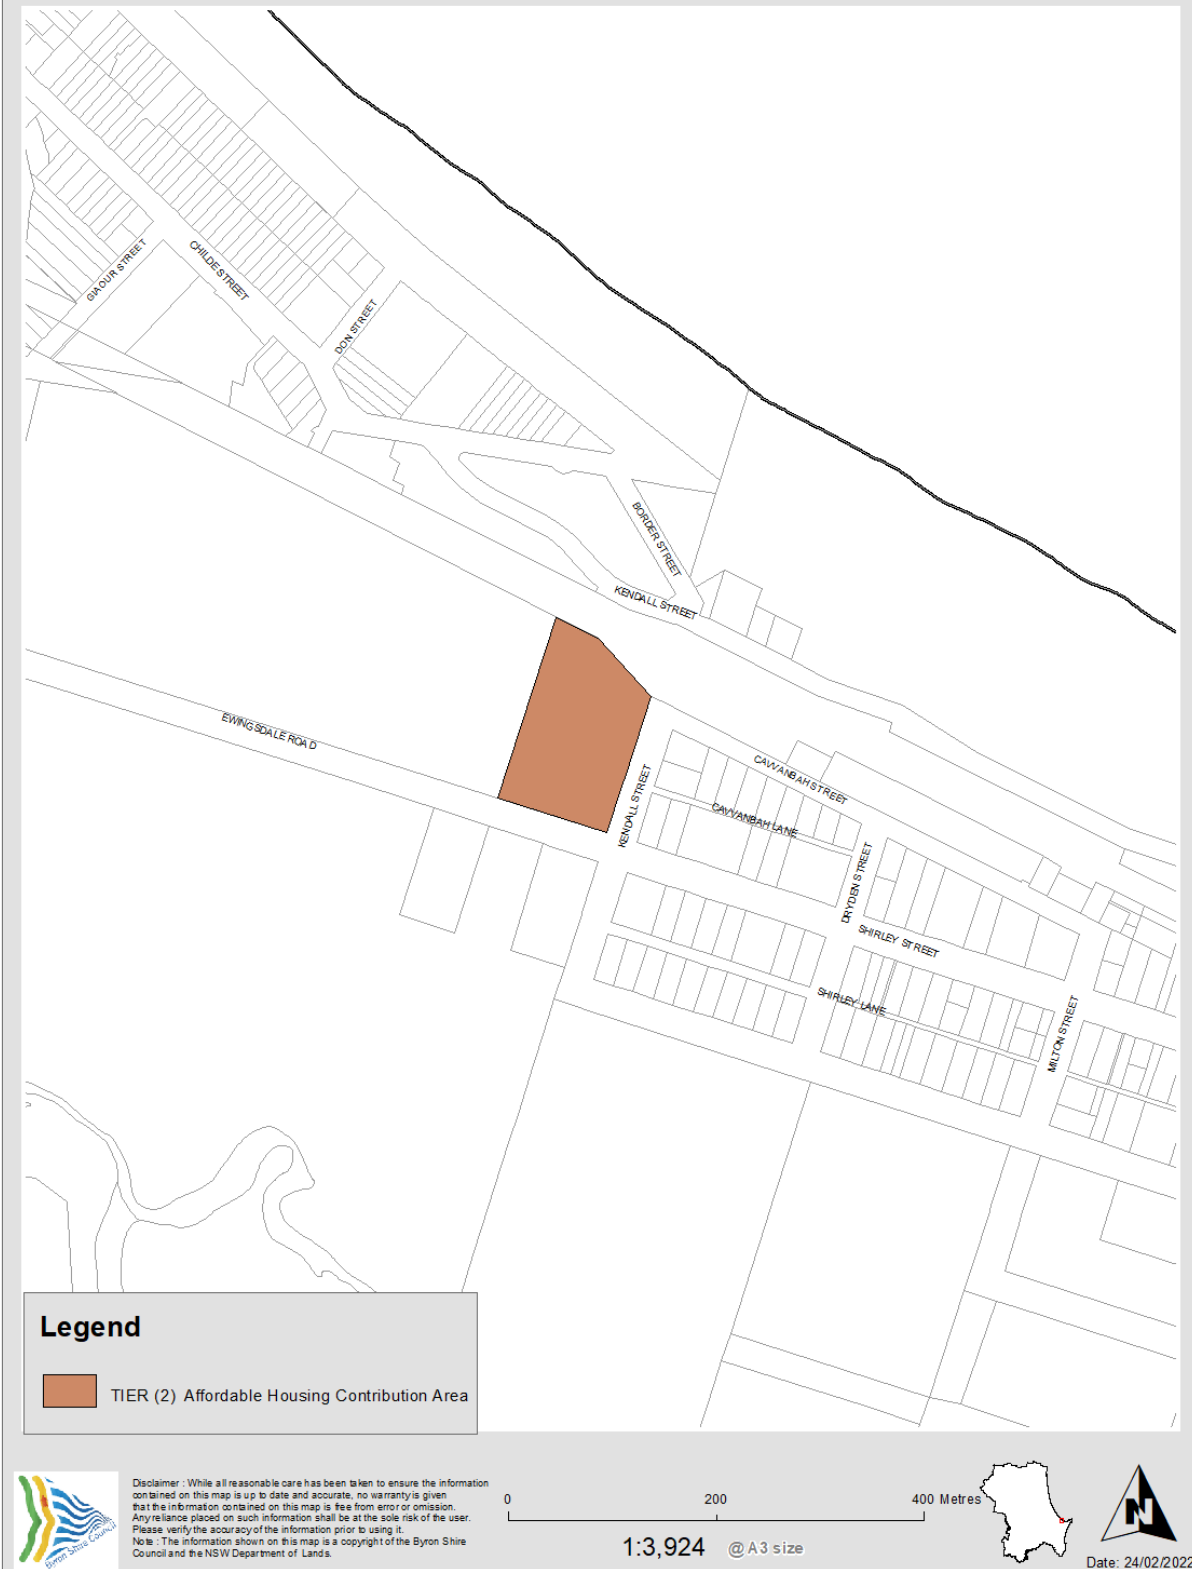 GIAOUR STREET
CHILDE STREET
DON STREET
BORDER STREET
KENDALL STREET
EWINGSDALE ROAD
KENDALL STREET
CAVVANBAH STREET
CAVVANBAH LANE
DRYDEN STREET
SHIRLEY STREET
SHIRLEY LANE
MILTON STREET
Legend
TIER (2) Affordable Housing Contribution Area
Byron Shire Council
Disclaimer : While all reasonable care has been taken to ensure the information
contained on this map is up to date and accurate, no warranty is given
that the information contained on this map is free from error or omission.
Any reliance placed on such information shall be at the sole risk of the user.
Please verify the accuracy of the information prior to using it.
Note : The information shown on this map is a copyright of the Byron Shire
Council and the NSW Department of Lands.
0 200 400 Metres
1:3,924 @ A3 size
N
Date: 24/02/2022